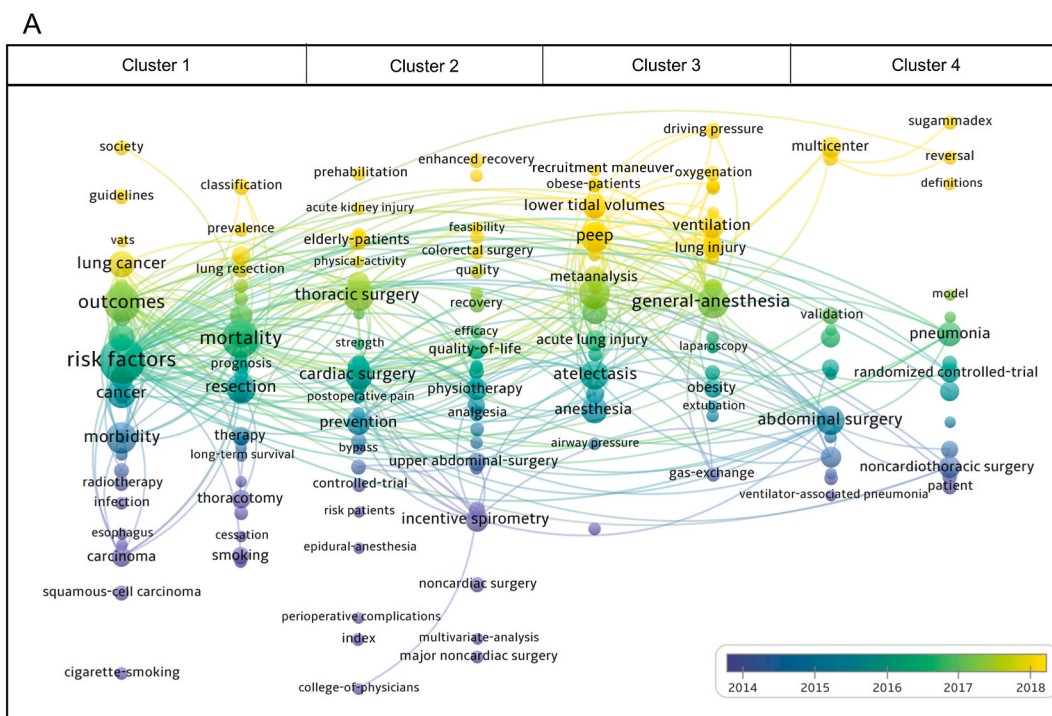 A
Cluster 1
Cluster 2
Cluster 3
Cluster 4
society
guidelines
vats
lung cancer
outcomes
risk factors
cancer
morbidity
radiotherapy
infection
esophagus
carcinoma
squamous-cell carcinoma
cigarette-smoking
classification
prevalence
lung resection
mortality
prognosis
resection
therapy
long-term survival
thoracotomy
cessation
smoking
prehabilitation
acute kidney injury
elderly-patients
physical-activity
thoracic surgery
strength
cardiac surgery
postoperative pain
prevention
bypass
controlled-trial
risk patients
epidural-anesthesia
perioperative complications
index
college-of-physicians
enhanced recovery
feasibility
colorectal surgery
quality
recovery
efficacy
quality-of-life
physiotherapy
analgesia
upper abdominal-surgery
incentive spirometry
noncardiac surgery
multivariate-analysis
major noncardiac surgery
recruitment maneuver
obese-patients
lower tidal volumes
peep
metaanalysis
acute lung injury
atelectasis
anesthesia
airway pressure
driving pressure
oxygenation
ventilation
lung injury
general-anesthesia
laparoscopy
obesity
extubation
gas-exchange
multicenter
validation
abdominal surgery
ventilator-associated pneumonia
sugammadex
reversal
definitions
model
pneumonia
randomized controlled-trial
noncardiothoracic surgery
patient
2014 2015 2016 2017 2018